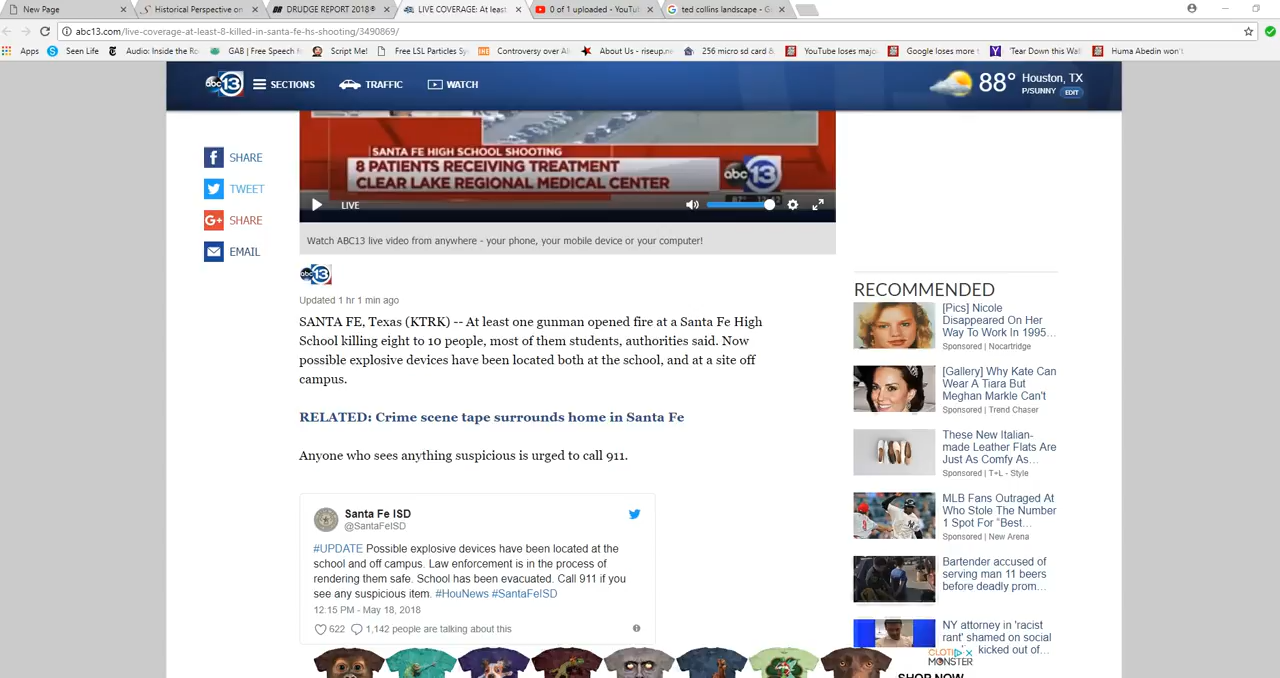 New Page
Historical Perspective on
DRUDGE REPORT 2018®
LIVE COVERAGE: At least
0 of 1 uploaded - YouTu
ted collins landscape - G
abc13.com/live-coverage-at-least-8-killed-in-santa-fe-hs-shooting/3490869/
Apps
Seen Life
Audio: Inside the Ro
GAB | Free Speech F
Script Me!
Free LSL Particles Sy
Controversy over Al
About Us - riseup.ne
256 micro sd card &
YouTube loses majo
Google loses more t
'Tear Down this Wal
Huma Abedin won't
abc 13
SECTIONS
TRAFFIC
WATCH
88°
Houston, TX
P/SUNNY
EDIT
SHARE
TWEET
SHARE
EMAIL
SANTA FE HIGH SCHOOL SHOOTING
8 PATIENTS RECEIVING TREATMENT
CLEAR LAKE REGIONAL MEDICAL CENTER
abc 13
LIVE
Watch ABC13 live video from anywhere - your phone, your mobile device or your computer!
abc 13
Updated 1 hr 1 min ago
SANTA FE, Texas (KTRK) -- At least one gunman opened fire at a Santa Fe High
School killing eight to 10 people, most of them students, authorities said. Now
possible explosive devices have been located both at the school, and at a site off
campus.
RELATED: Crime scene tape surrounds home in Santa Fe
Anyone who sees anything suspicious is urged to call 911.
Santa Fe ISD
@SantaFeISD
#UPDATE Possible explosive devices have been located at the
school and off campus. Law enforcement is in the process of
rendering them safe. School has been evacuated. Call 911 if you
see any suspicious item. #HouNews #SantaFeISD
12:15 PM - May 18, 2018
622
1,142 people are talking about this
RECOMMENDED
[Pics] Nicole
Disappeared On Her
Way To Work In 1995...
Sponsored | Nocartridge
[Gallery] Why Kate Can
Wear A Tiara But
Meghan Markle Can't
Sponsored | Trend Chaser
These New Italian-
made Leather Flats Are
Just As Comfy As...
Sponsored | T+L - Style
MLB Fans Outraged At
Who Stole The Number
1 Spot For "Best...
Sponsored | New Arena
Bartender accused of
serving man 11 beers
before deadly prom...
NY attorney in 'racist
rant' shamed on social
kicked out of...
MONSTER
SHOP NOW